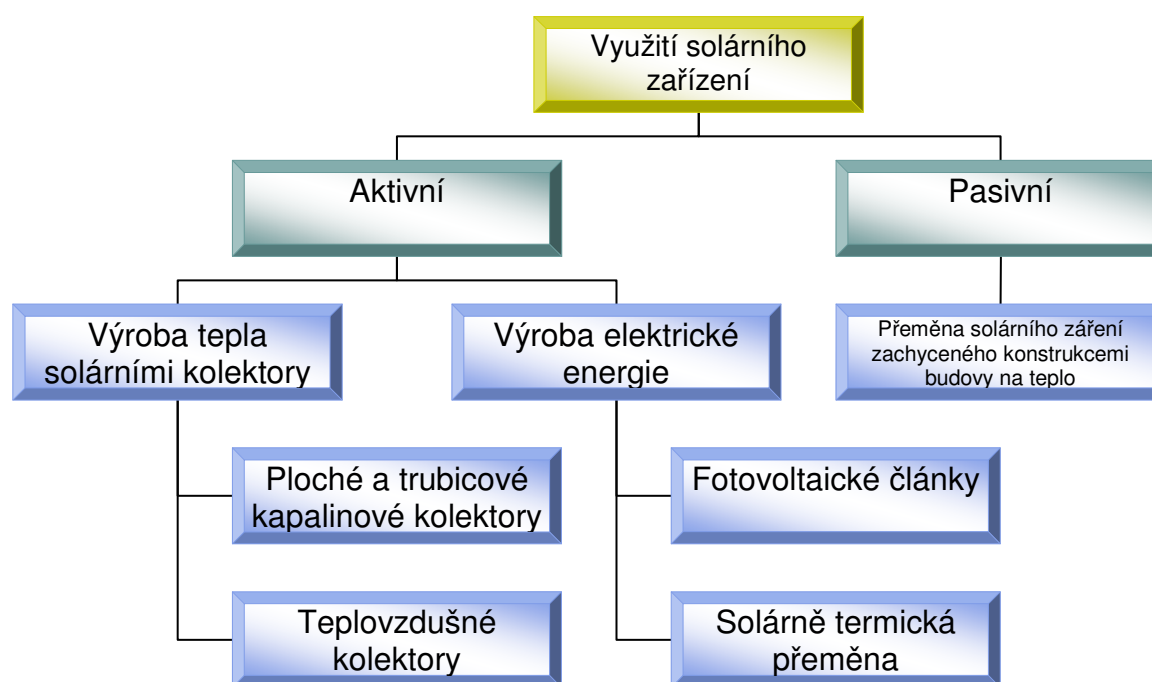 Využití solárního
zařízení
Aktivní
Pasivní
Výroba tepla
solárními kolektory
Výroba elektrické
energie
Přeměna solárního záření
zachyceného konstrukcemi
budovy na teplo
Ploché a trubicové
kapalinové kolektory
Fotovoltaické články
Teplovzdušné
kolektory
Solárně termická
přeměna